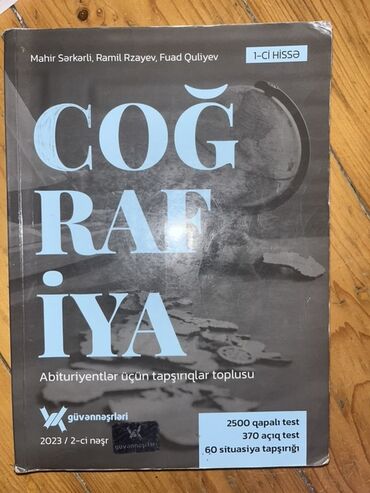 Mahir Sərkərli, Ramil Rzayev, Fuad Quliyev
1-Cİ HİSSƏ
COĞ
RAF
İYA
Abituriyentlər üçün tapşırıqlar toplusu
güvənnəşrləri
2023 / 2-ci nəşr
güvənnəşrləri
2500 qapalı test
370 açıq test
60 situasiya tapşırığı